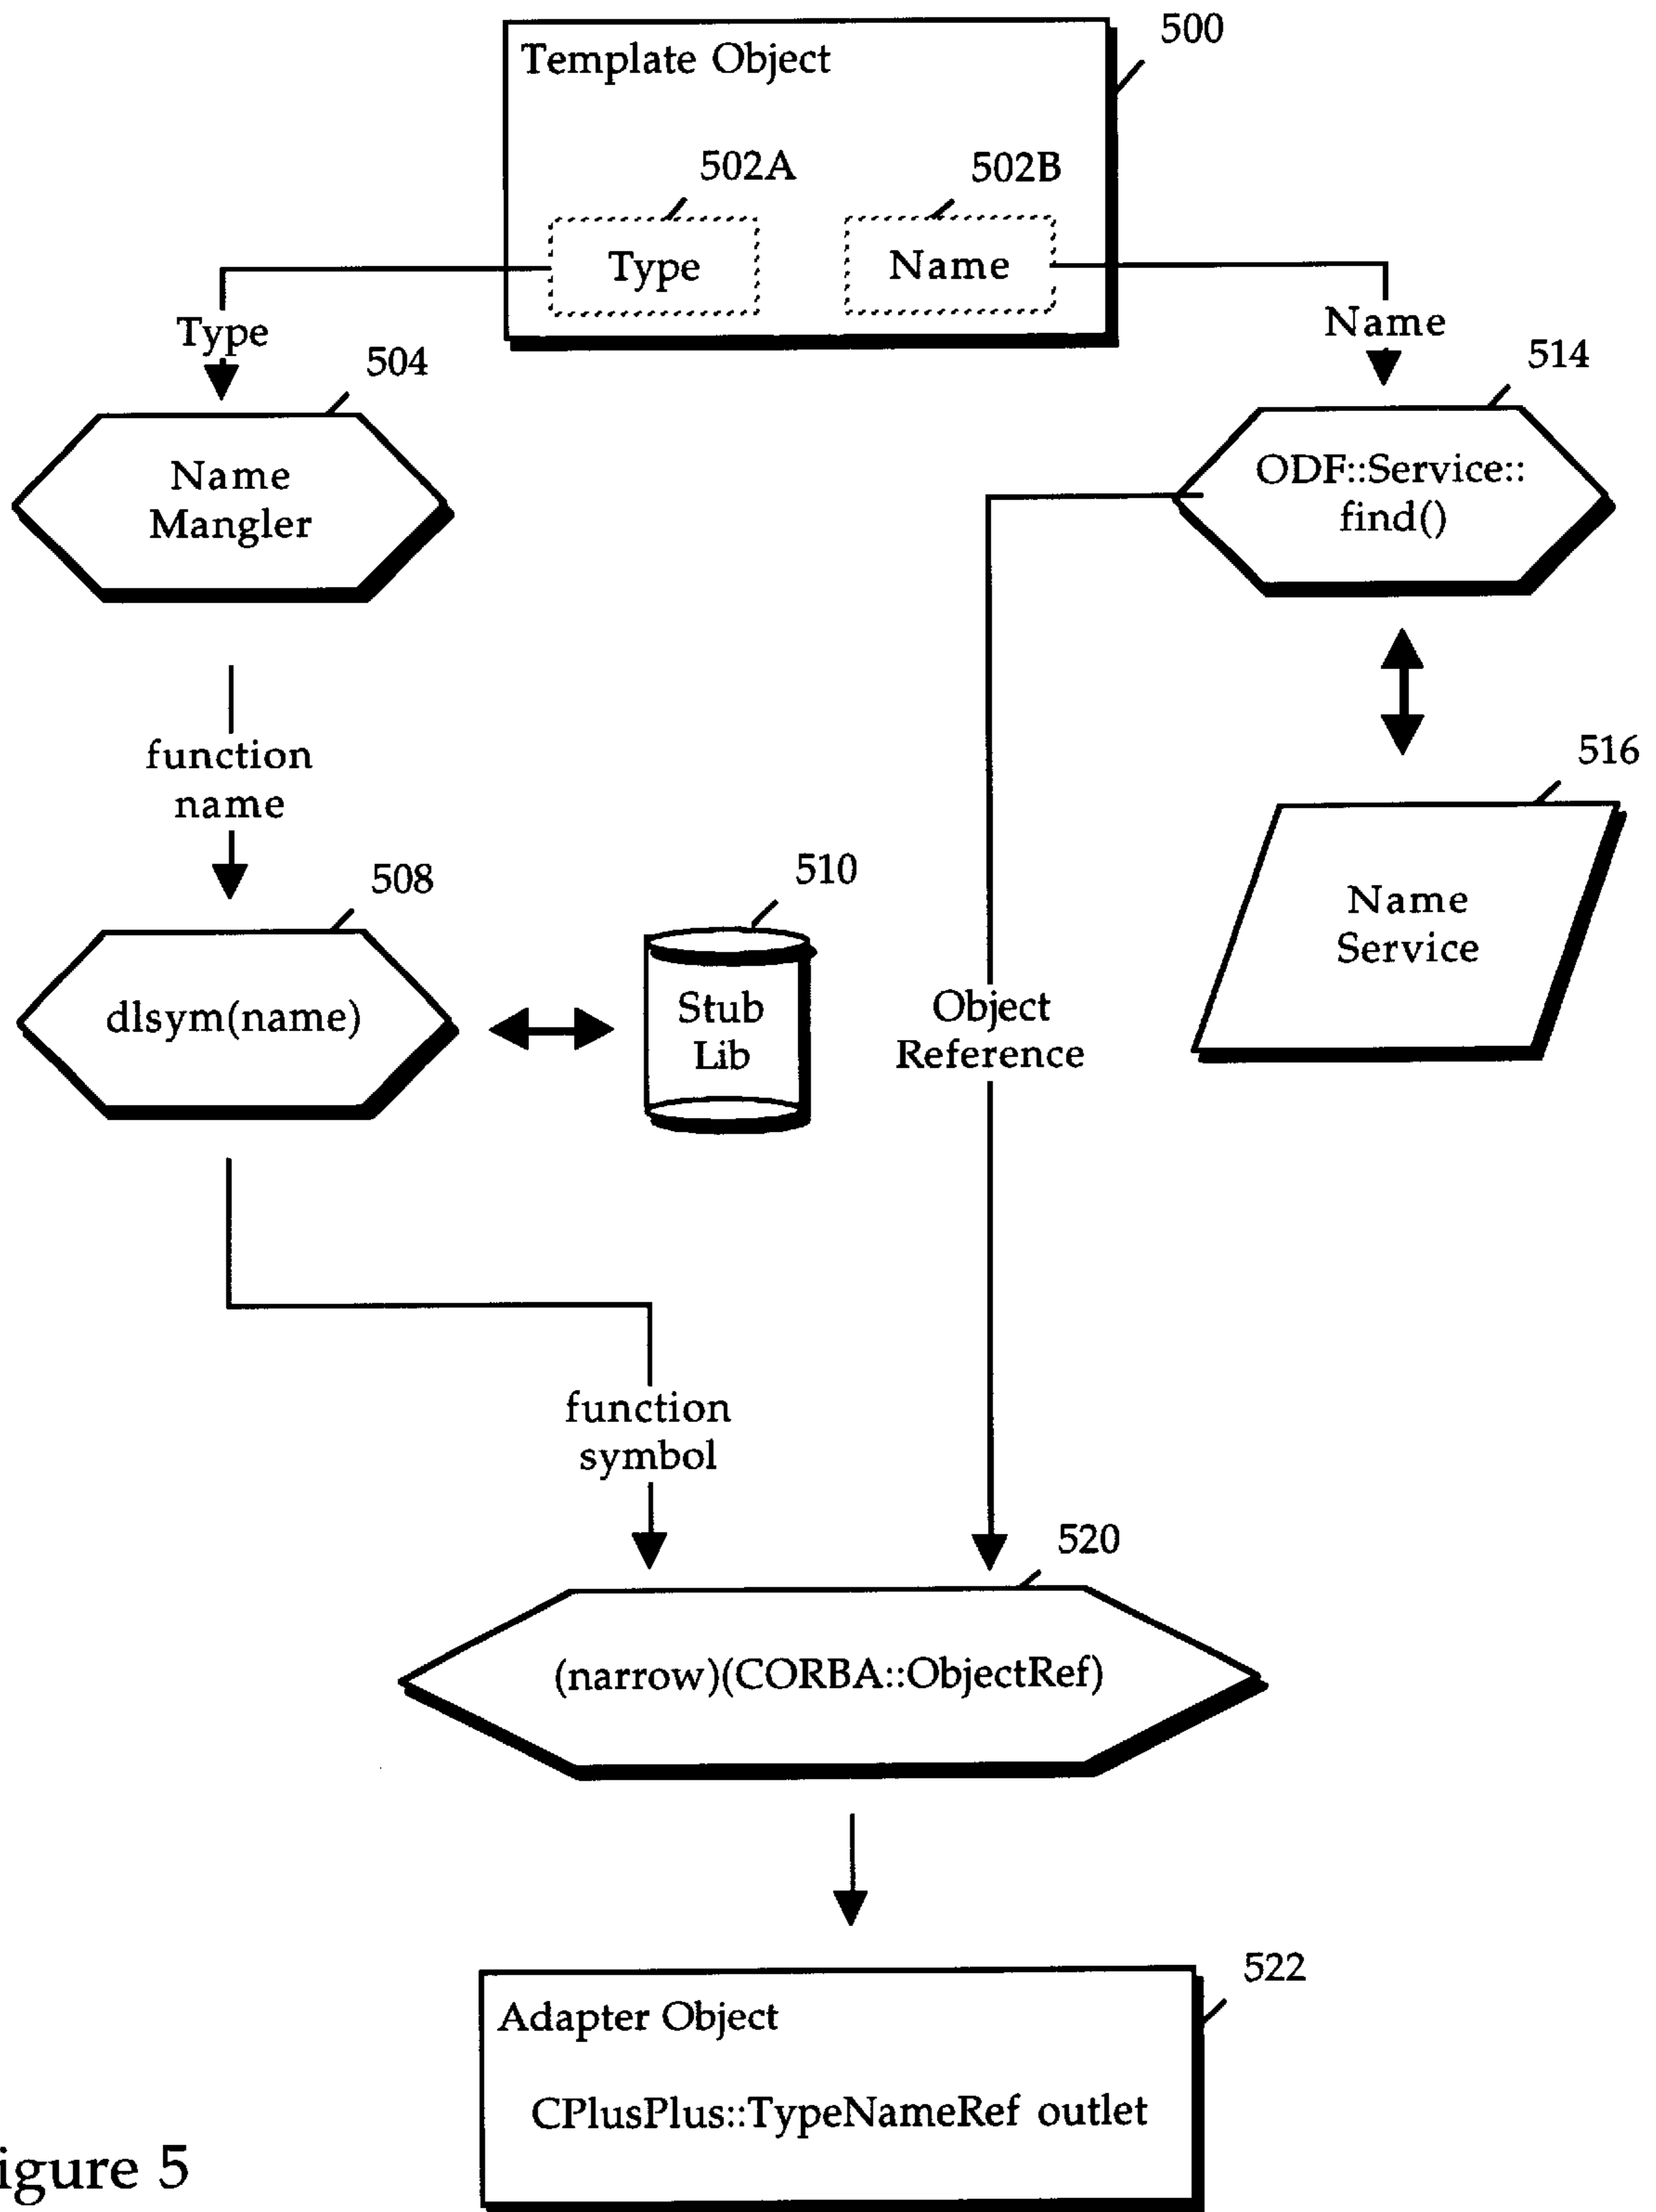 500
Template Object
502A
502B
Type
Name
Type
Name
504
514
Name
Mangler
ODF::Service::
find()
function
name
516
508
510
Name
Service
dlsym(name)
Stub
Lib
Object
Reference
function
symbol
520
(narrow)(CORBA::ObjectRef)
522
Adapter Object
CPlusPlus::TypeNameRef outlet
igure 5